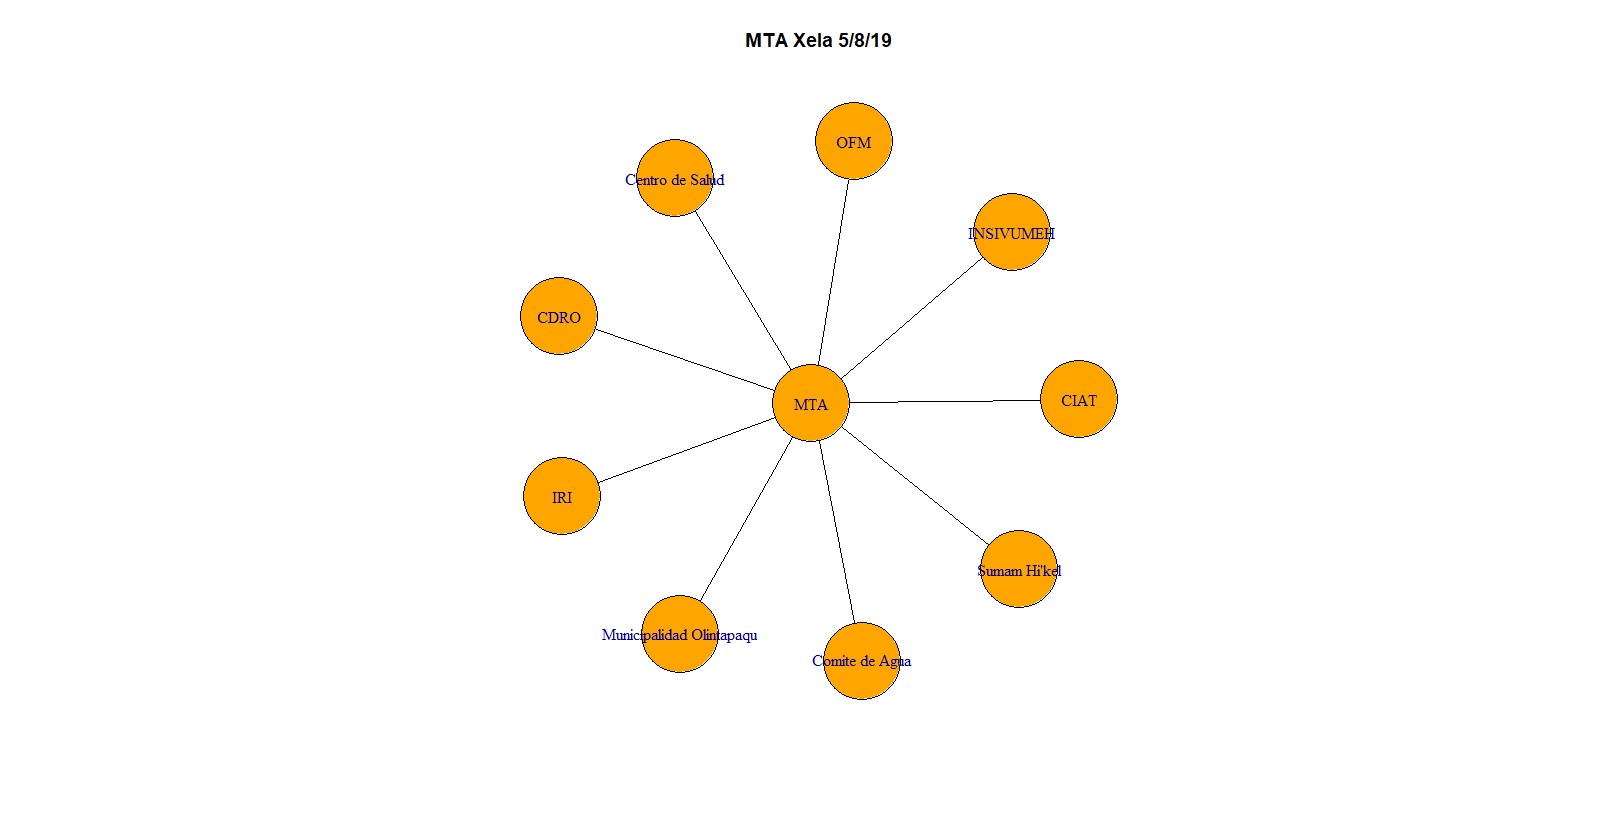 MTA Xela 5/8/19
OFM
Centro de Salud
INSIVUMEH
CDRO
CIAT
MTA
IRI
Sumam Hi'kel
Municipalidad Olintapaqu
Comite de Agua